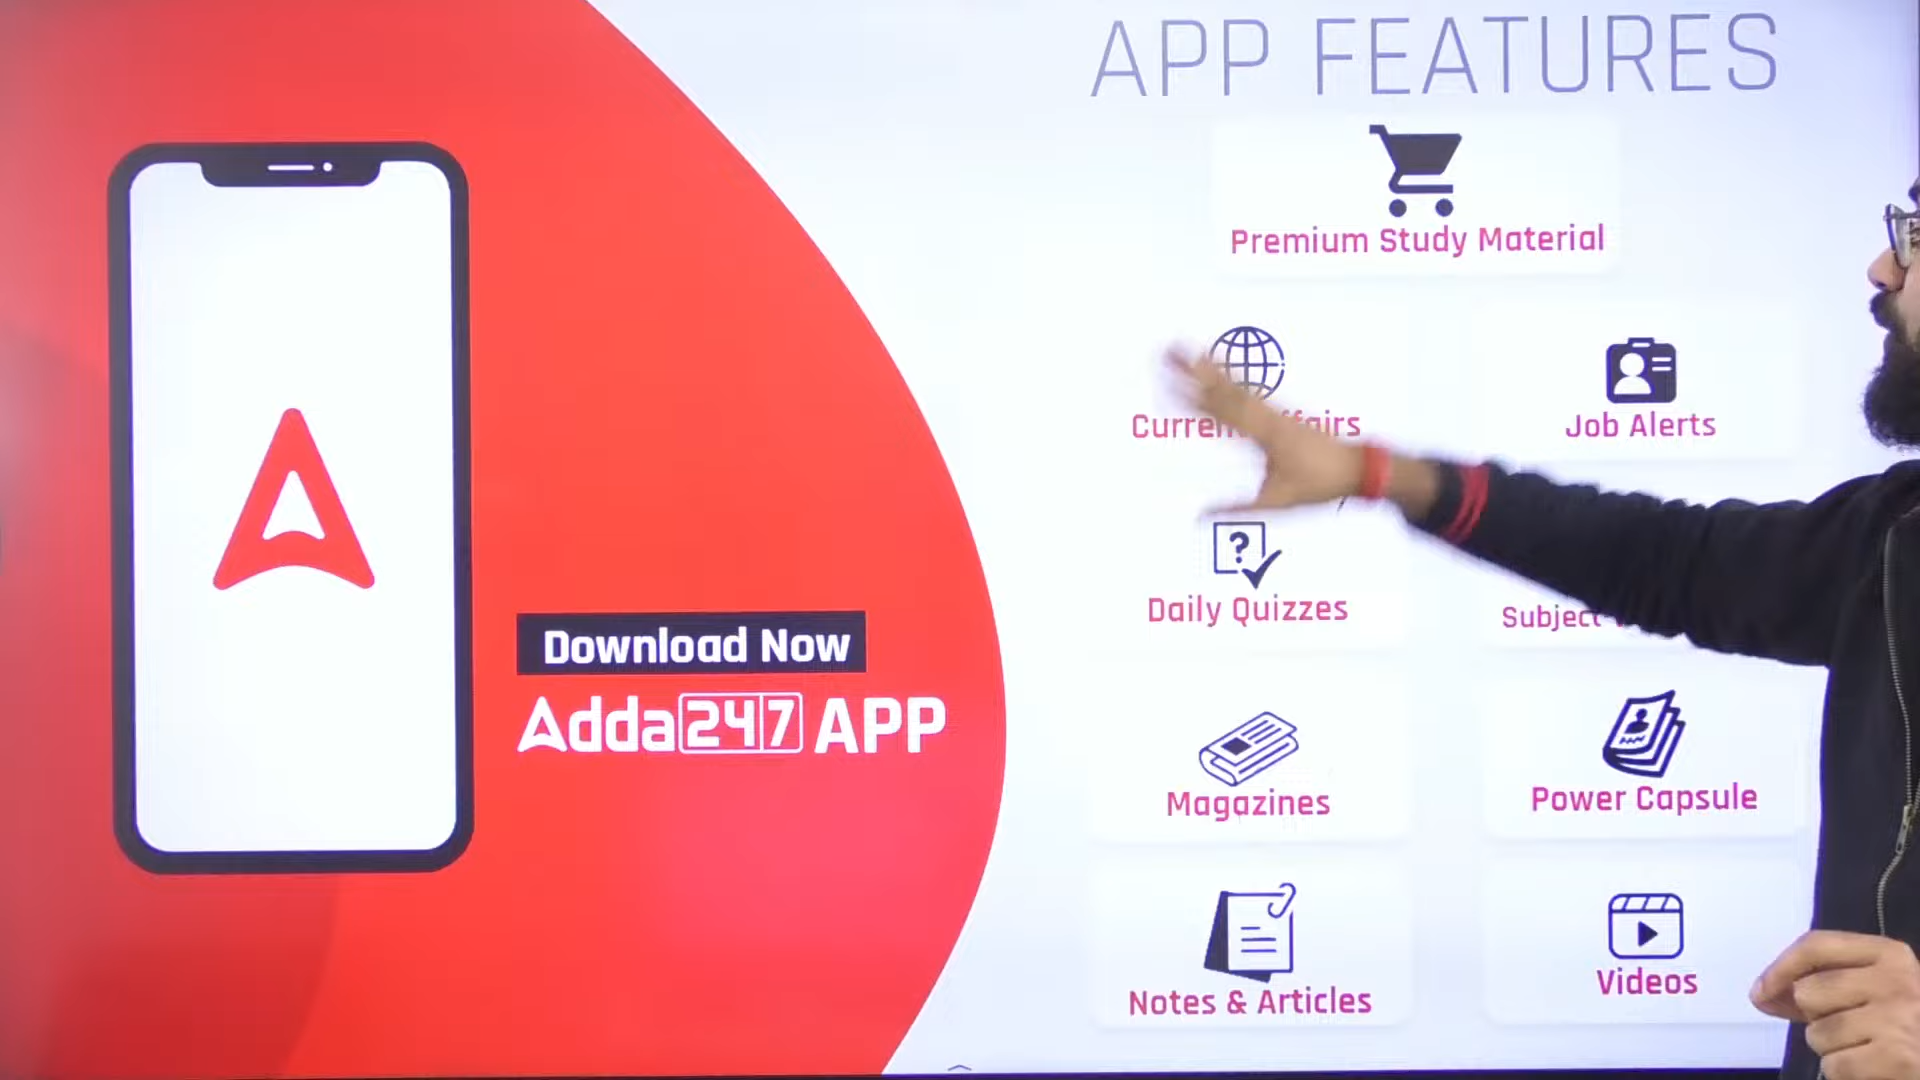 APP FEATURES
Premium Study Material
Job Alerts
Daily Quizzes
Subject
Download Now
Adda247 APP
Magazines
Power Capsule
Notes & Articles
Videos